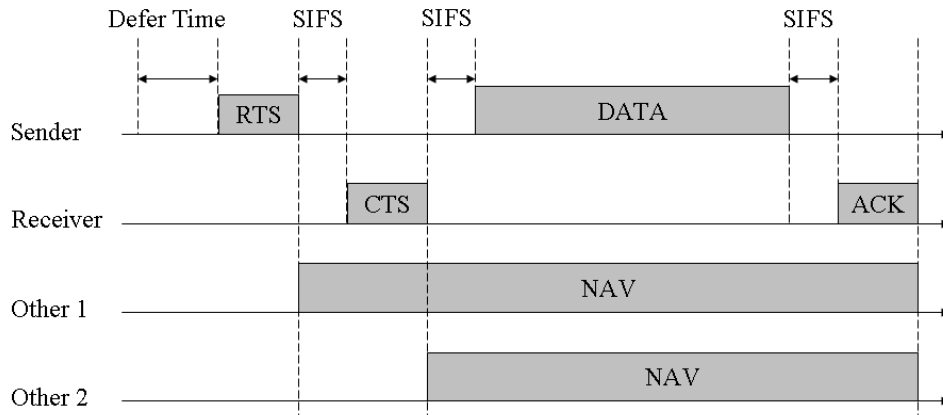 Defer Time SIFS SIFS SIFS
RTS DATA
Sender
CTS ACK
Receiver
NAV
Other 1
NAV
Other 2